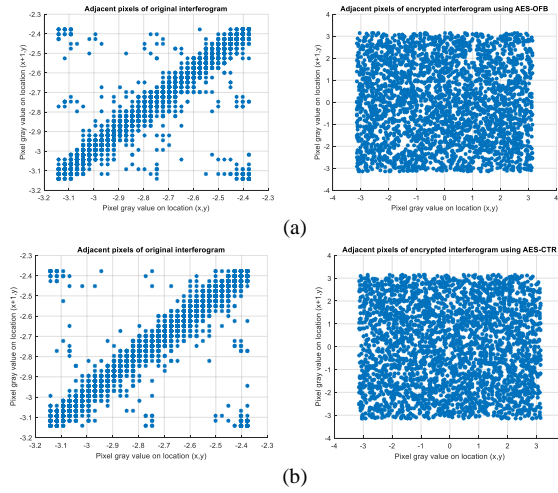 Adjacent pixels of original interferogram
Pixel gray value on location (x+1,y)
-2.3
-2.4
-2.5
-2.6
-2.7
-2.8
-2.9
-3
-3.1
-3.2
-3.2 -3.1 -3 -2.9 -2.8 -2.7 -2.6 -2.5 -2.4 -2.3
Pixel gray value on location (x,y)
Adjacent pixels of encrypted interferogram using AES-OFB
Pixel gray value on location (x+1,y)
4
3
2
1
0
-1
-2
-3
-4
-4 -3 -2 -1 0 1 2 3 4
Pixel gray value on location (x,y)
(a)
Adjacent pixels of original interferogram
Pixel gray value on location (x+1,y)
-2.3
-2.4
-2.5
-2.6
-2.7
-2.8
-2.9
-3
-3.1
-3.2
-3.2 -3.1 -3 -2.9 -2.8 -2.7 -2.6 -2.5 -2.4 -2.3
Pixel gray value on location (x,y)
Adjacent pixels of encrypted interferogram using AES-CTR
Pixel gray value on location (x+1,y)
4
3
2
1
0
-1
-2
-3
-4
-3 -2 -1 0 1 2 3
Pixel gray value on location (x,y)
(b)